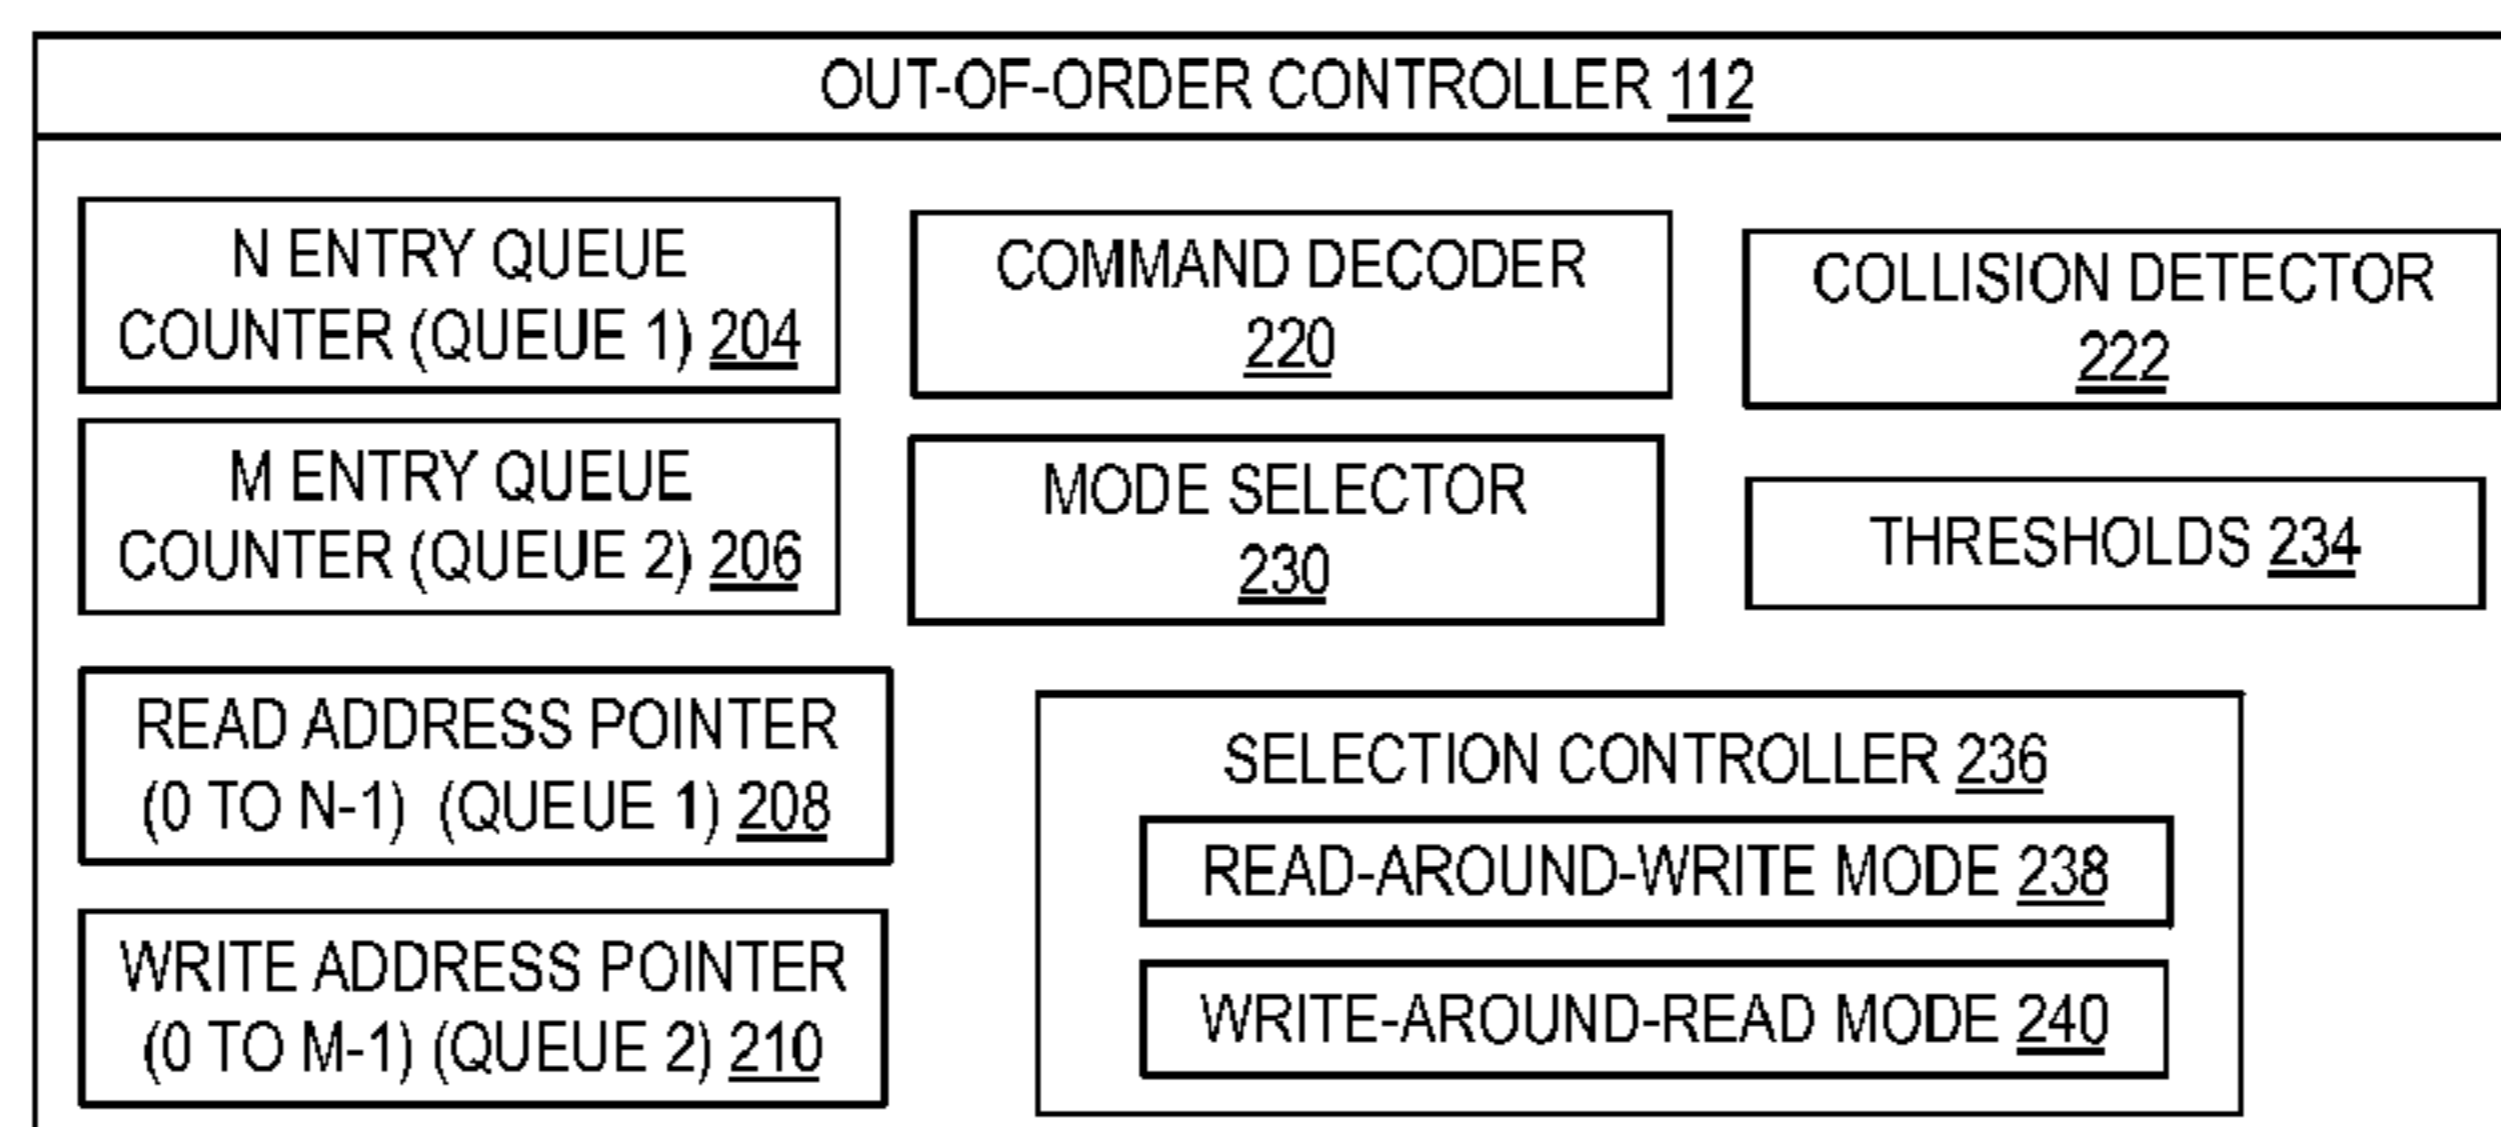 OUT-OF-ORDER CONTROLLER 112
N ENTRY QUEUE
COUNTER (QUEUE 1) 204
COMMAND DECODER
220
COLLISION DETECTOR
222
M ENTRY QUEUE
COUNTER (QUEUE 2) 206
MODE SELECTOR
230
THRESHOLDS 234
READ ADDRESS POINTER
(0 TO N-1) (QUEUE 1) 208
WRITE ADDRESS POINTER
(0 TO M-1) (QUEUE 2) 210
SELECTION CONTROLLER 236
READ-AROUND-WRITE MODE 238
WRITE-AROUND-READ MODE 240